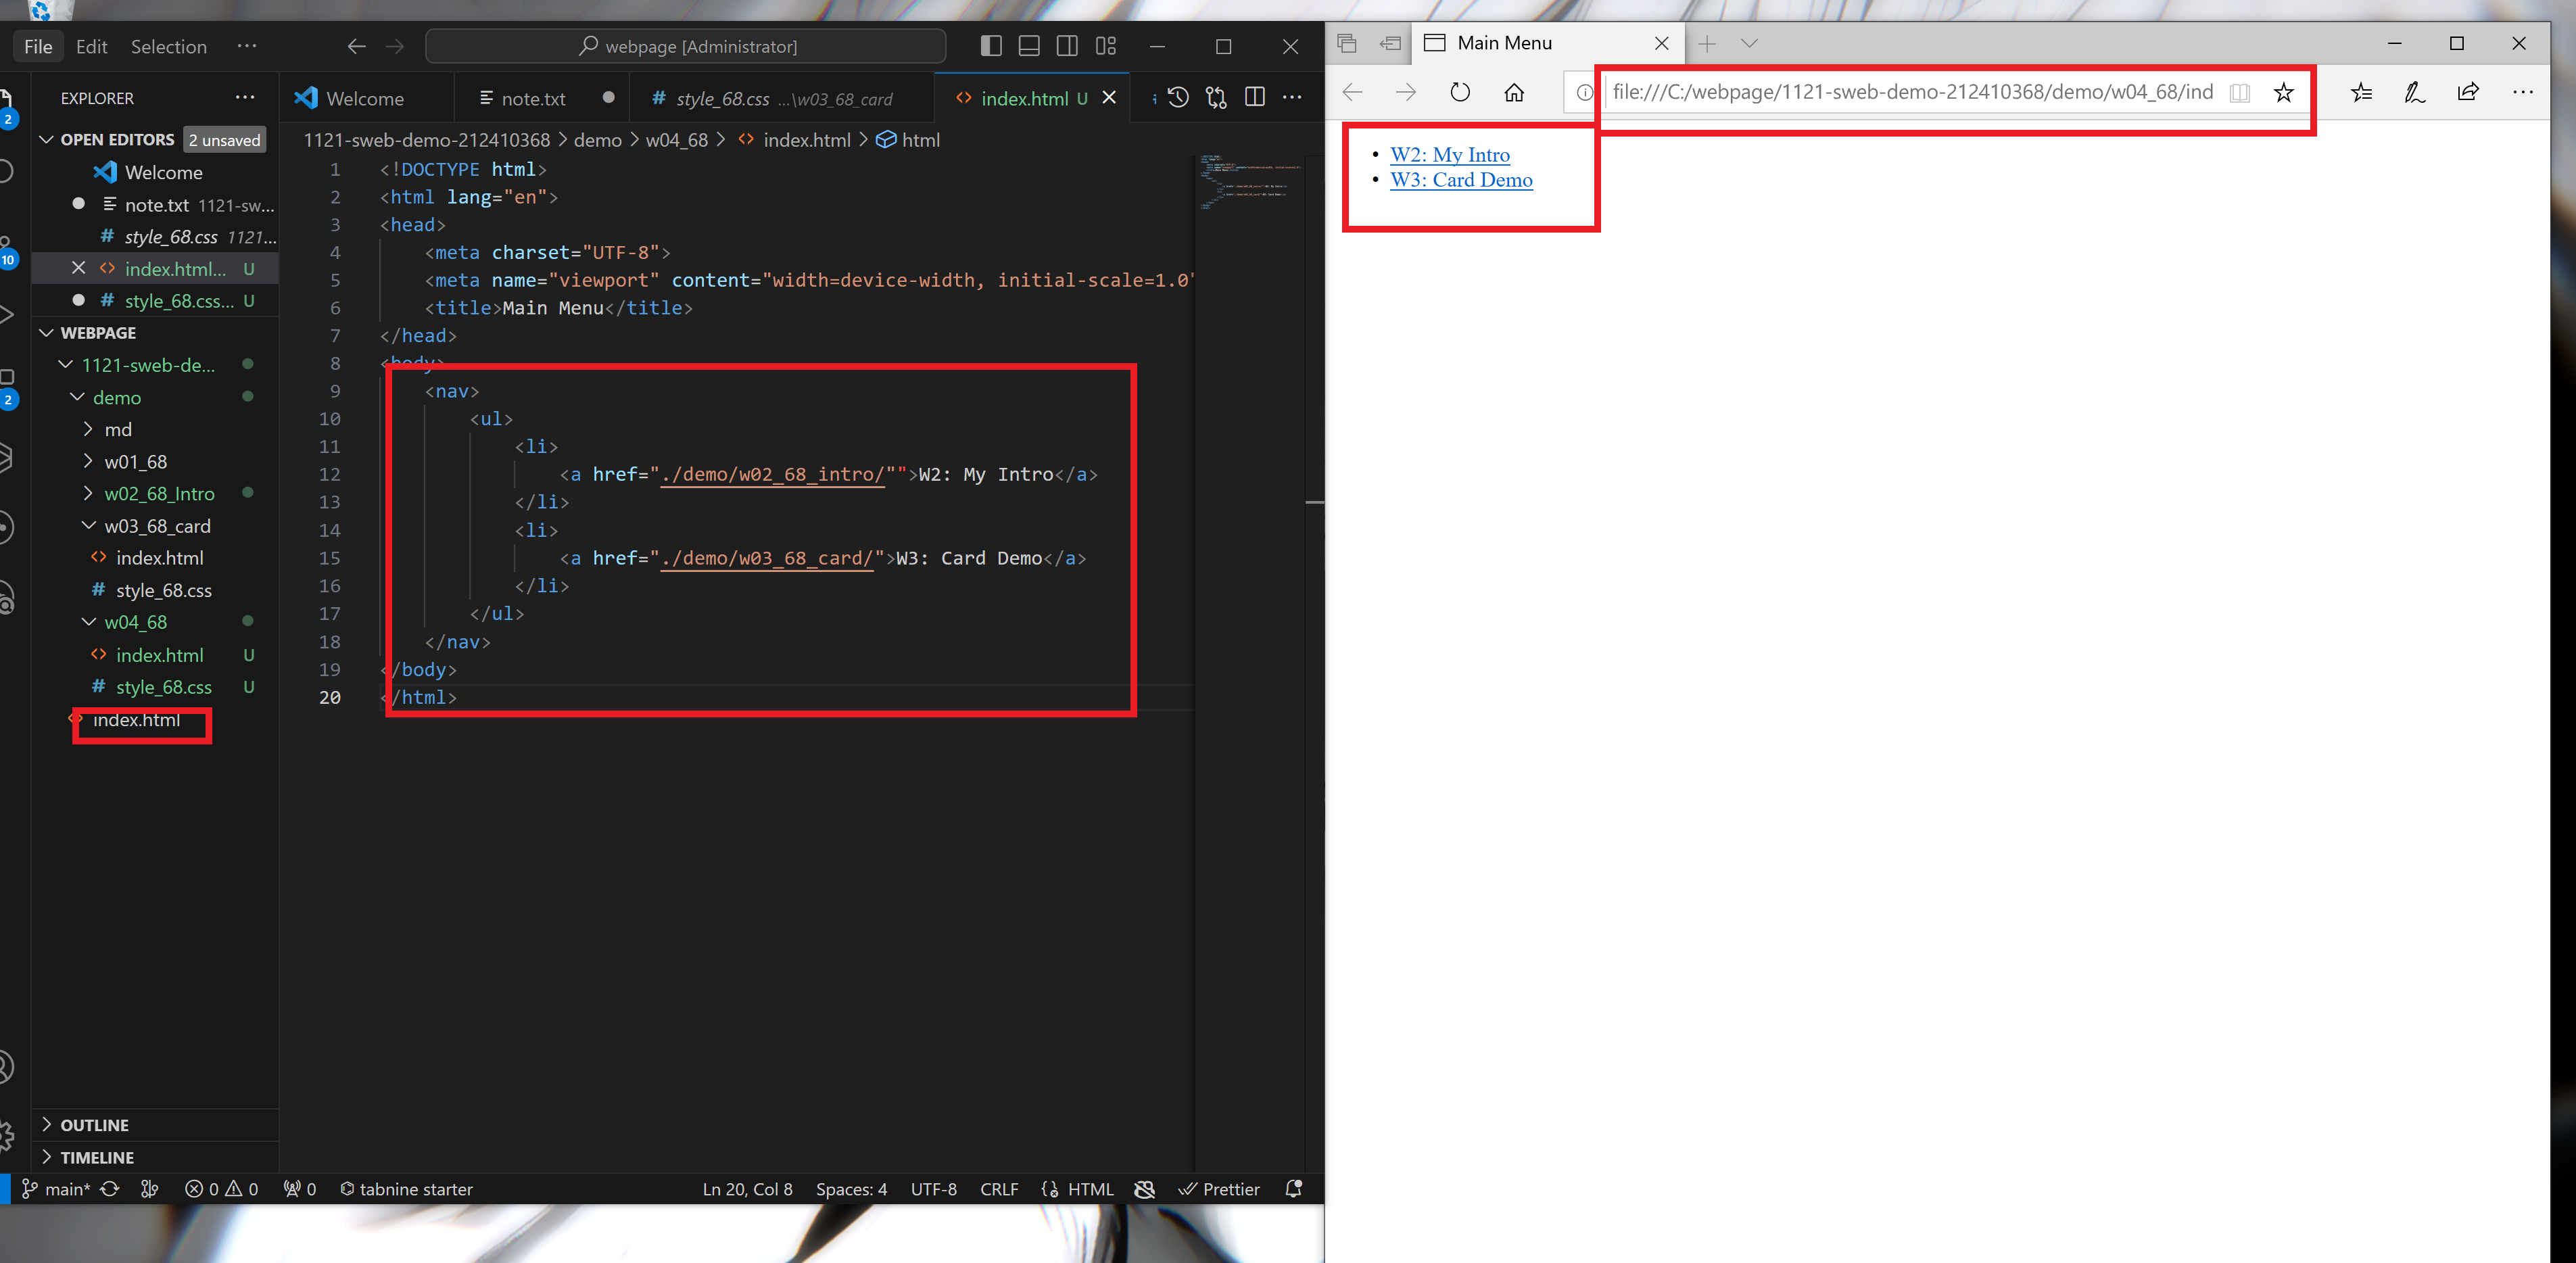 File Edit Selection ···
webpage [Administrator]
EXPLORER ···
OPEN EDITORS 2 unsaved
Welcome
note.txt 1121-sw...
style_68.css 1121...
index.html... U
style_68.css... U
WEBPAGE
1121-sweb-de...
demo
md
w01_68
w02_68_Intro
w03_68_card
index.html
style_68.css
w04_68
index.html U
style_68.css U
index.html
OUTLINE
TIMELINE
2
10
2
Welcome note.txt # style_68.css ...\w03_68_card index.html U
1121-sweb-demo-212410368 > demo > w04_68 > index.html > html
1 <!DOCTYPE html>
2 <html lang="en">
3 <head>
4 <meta charset="UTF-8">
5 <meta name="viewport" content="width=device-width, initial-scale=1.0"
6 <title>Main Menu</title>
7 </head>
8 <body>
9 <nav>
10 <ul>
11 <li>
12 <a href="./demo/w02_68_intro/"">W2: My Intro</a>
13 </li>
14 <li>
15 <a href="./demo/w03_68_card/">W3: Card Demo</a>
16 </li>
17 </ul>
18 </nav>
19 </body>
20 </html>
main* 0 0 0 tabnine starter Ln 20, Col 8 Spaces: 4 UTF-8 CRLF HTML Prettier
Main Menu
file:///C:/webpage/1121-sweb-demo-212410368/demo/w04_68/ind
• W2: My Intro
• W3: Card Demo